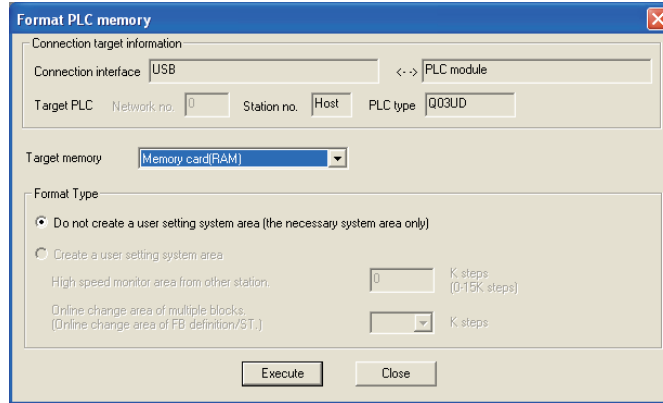 Format PLC memory
Connection target information
Connection interface USB <--> PLC module
Target PLC Network no. 0 Station no. Host PLC type Q03UD
Target memory Memory card(RAM)
Format Type
Do not create a user setting system area (the necessary system area only)
Create a user setting system area
High speed monitor area from other station. 0 K steps
(0-15K steps)
Online change area of multiple blocks.
(Online change area of FB definition/ST.) K steps
Execute Close